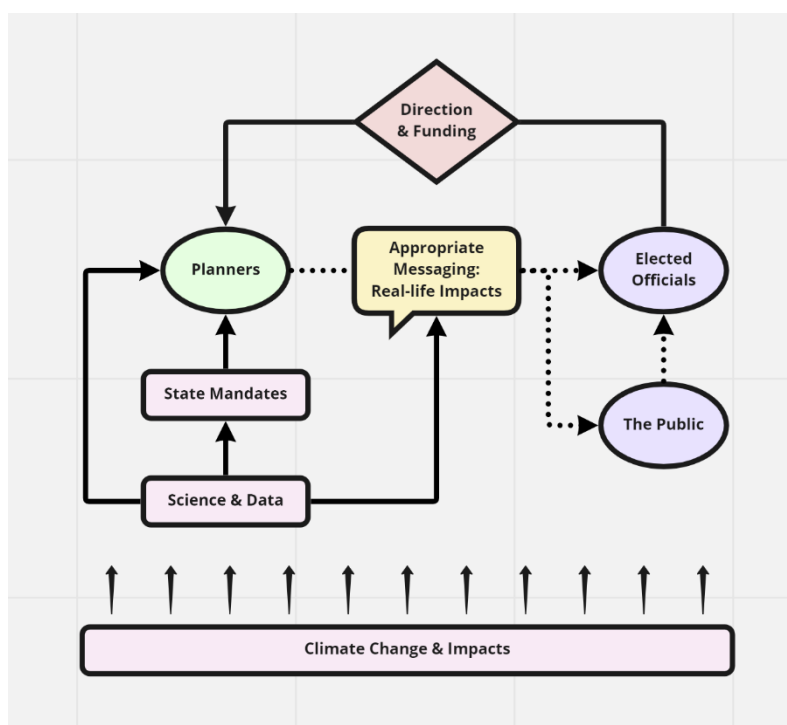 Direction
& Funding
Planners
Appropriate
Messaging:
Real-life Impacts
Elected
Officials
State Mandates
The Public
Science & Data
Climate Change & Impacts